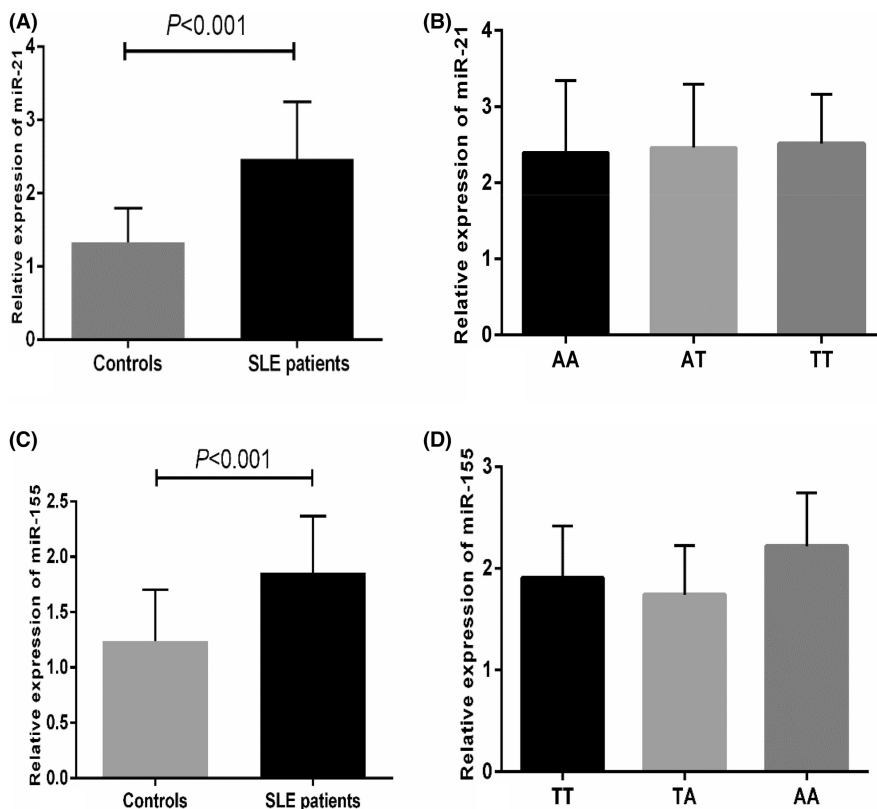 (A)
P<0.001
Relative expression of miR-21
4
3
2
1
0
Controls SLE patients
(B)
Relative expression of miR-21
4
3
2
1
0
AA AT TT
(C)
P<0.001
Relative expression of miR-155
2.5
2.0
1.5
1.0
0.5
0.0
Controls SLE patients
(D)
Relative expression of miR-155
3
2
1
0
TT TA AA